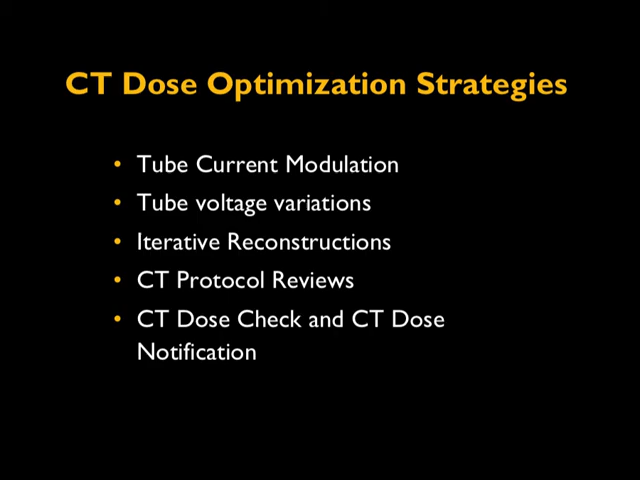 CT Dose Optimization Strategies
• Tube Current Modulation
• Tube voltage variations
• Iterative Reconstructions
• CT Protocol Reviews
• CT Dose Check and CT Dose
Notification